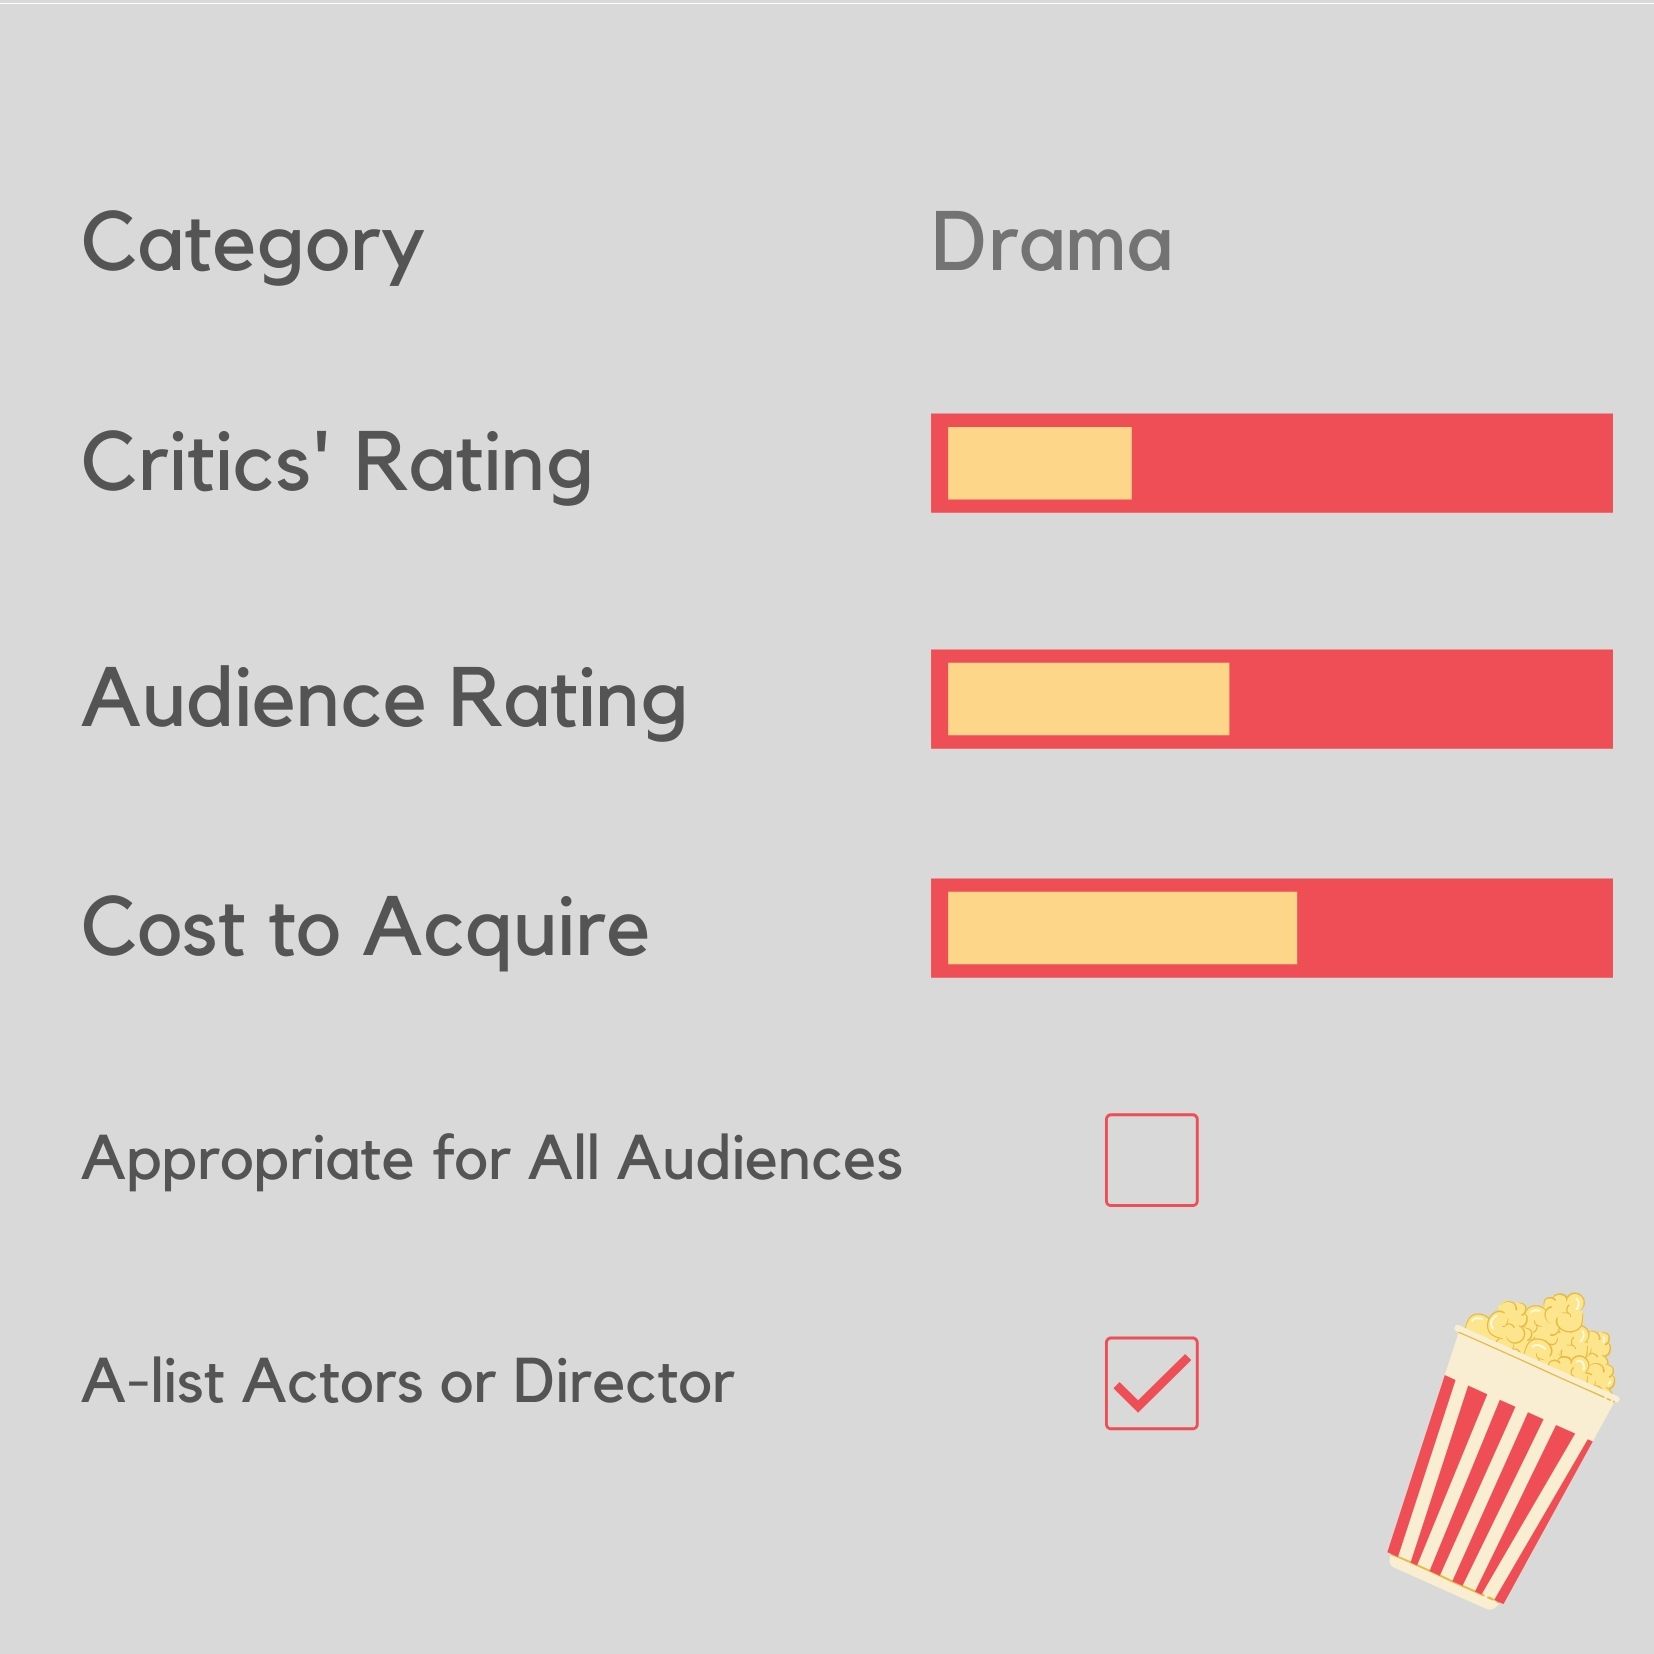 Category Drama
Critics' Rating
Audience Rating
Cost to Acquire
Appropriate for All Audiences
A-list Actors or Director